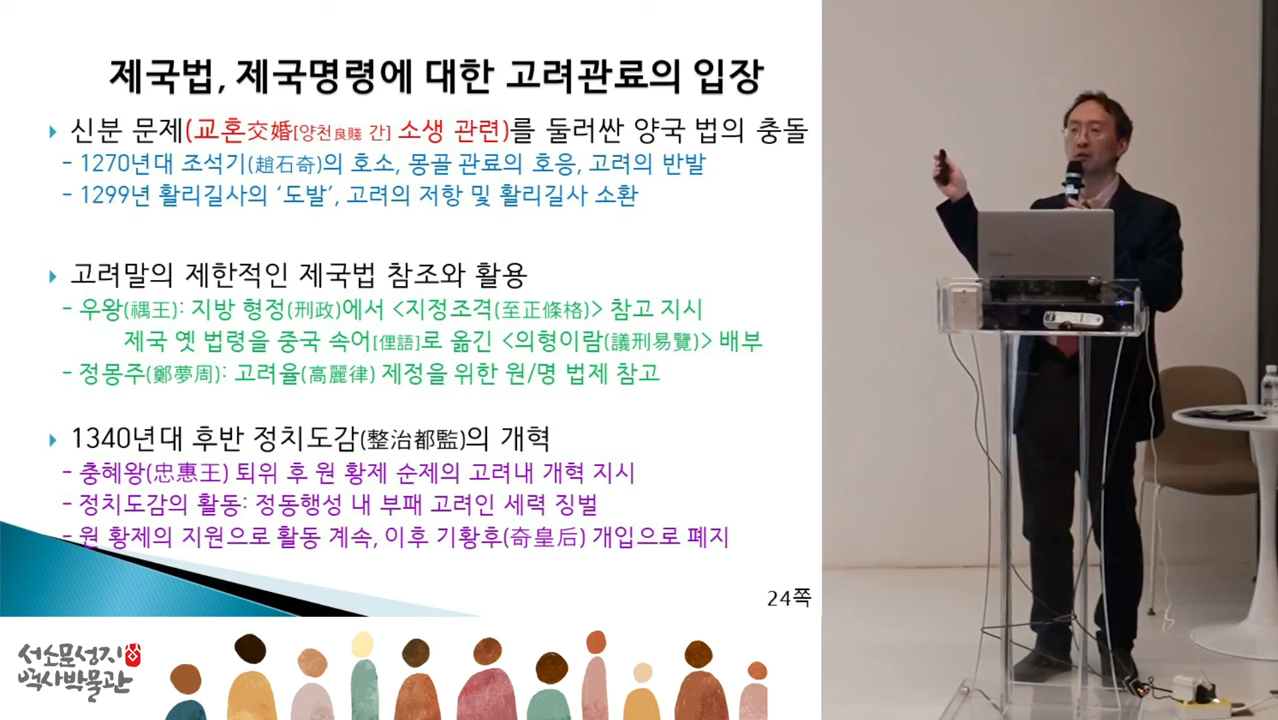 제국법, 제국명령에 대한 고려관료의 입장
신분 문제(교혼交婚[양천良賤 간] 소생 관련)를 둘러싼 양국 법의 충돌
- 1270년대 조석기(趙石奇)의 호소, 몽골 관료의 호응, 고려의 반발
- 1299년 활리길사의 ‘도발’, 고려의 저항 및 활리길사 소환
고려말의 제한적인 제국법 참조와 활용
- 우왕(禑王): 지방 형정(刑政)에서 <지정조격(至正條格)> 참고 지시
제국 옛 법령을 중국 속어[俚語]로 옮긴 <의형이람(議刑易覽)> 배부
- 정몽주(鄭夢周): 고려율(高麗律) 제정을 위한 원/명 법제 참고
1340년대 후반 정치도감(整治都監)의 개혁
- 충혜왕(忠惠王) 퇴위 후 원 황제 순제의 고려내 개혁 지시
- 정치도감의 활동: 정동행성 내 부패 고려인 세력 징벌
- 원 황제의 지원으로 활동 계속, 이후 기황후(奇皇后) 개입으로 폐지
24쪽
서소문성지
역사박물관